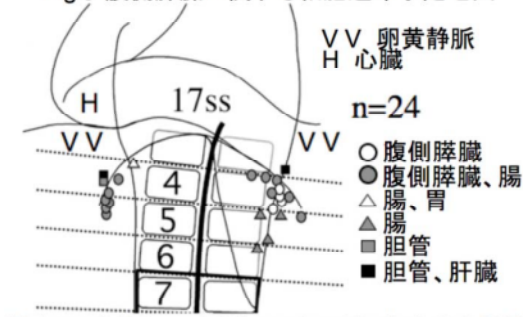 VV 卵黄静脈
H 心臓
H
17ss
n=24
VV
VV
4
5
6
7
○腹側膵臓
●腹側膵臓、腸
△腸、胃
▲腸
■胆管
■胆管、肝臓